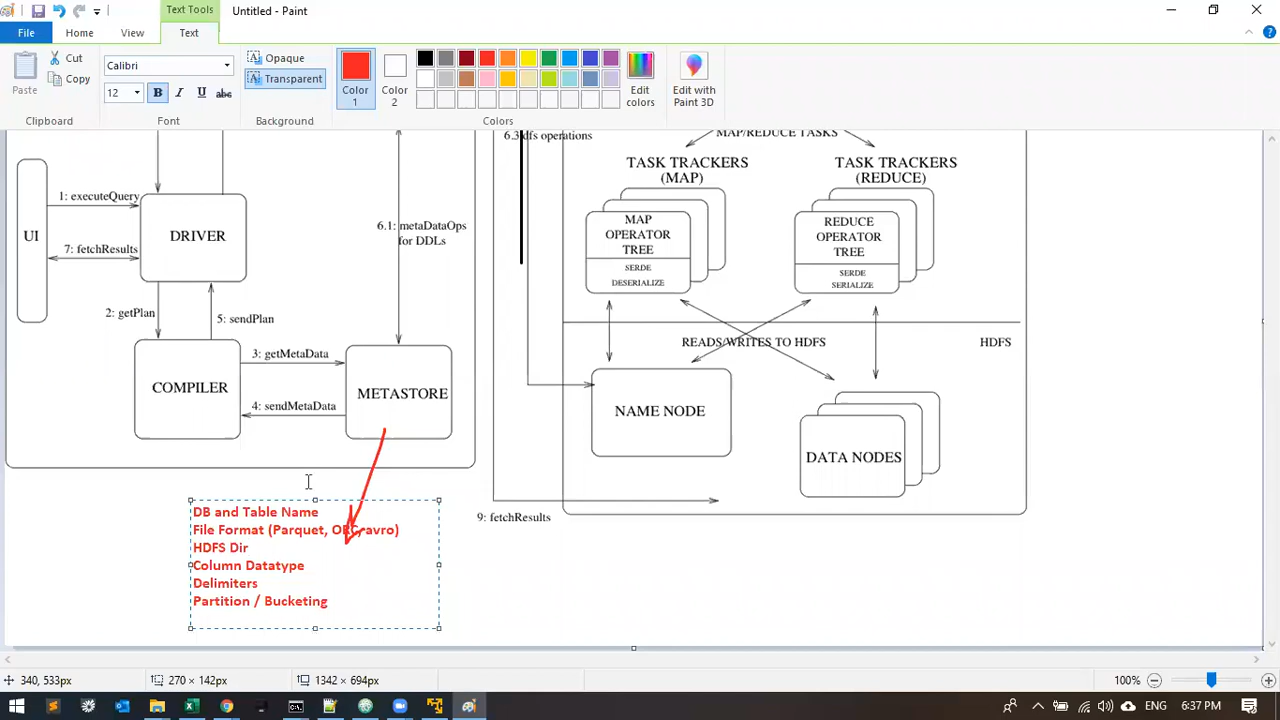 Text Tools
Untitled - Paint
File
Home
View
Text
Paste
Cut
Copy
Clipboard
Calibri
12
B
I
U
abc
Font
Opaque
Transparent
Background
Color
1
Color
2
Edit
colors
Edit with
Paint 3D
Colors
6.3 dfs operations
MAP/REDUCE TASKS
TASK TRACKERS
(MAP)
TASK TRACKERS
(REDUCE)
MAP
OPERATOR
TREE
SERDE
DESERIALIZE
REDUCE
OPERATOR
TREE
SERDE
SERIALIZE
1: executeQuery
UI
DRIVER
7: fetchResults
6.1: metaDataOps
for DDLs
2: getPlan
5: sendPlan
COMPILER
3: getMetaData
4: sendMetaData
METASTORE
READS/WRITES TO HDFS
HDFS
NAME NODE
DATA NODES
9: fetchResults
DB and Table Name
File Format (Parquet, ORC, avro)
HDFS Dir
Column Datatype
Delimiters
Partition / Bucketing
340, 533px
270 × 142px
1342 × 694px
100%
ENG
6:37 PM